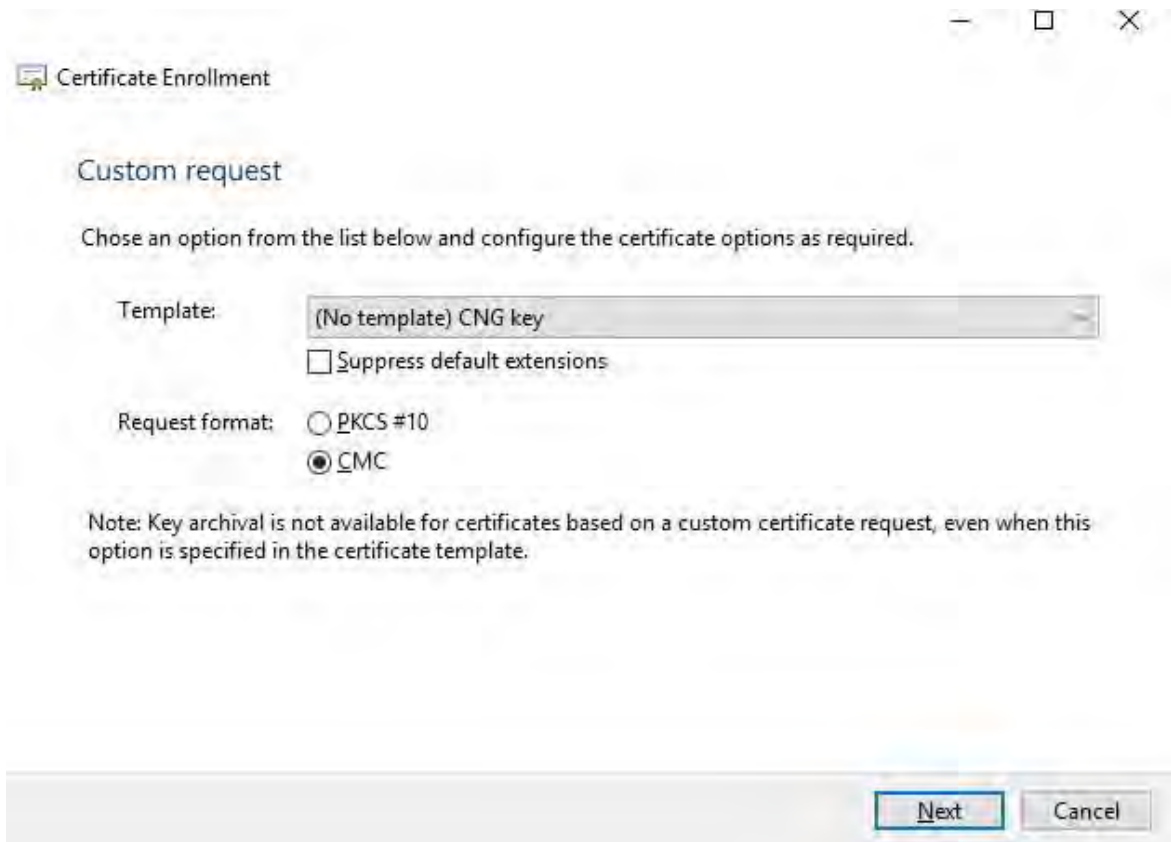 Certificate Enrollment
Custom request
Chose an option from the list below and configure the certificate options as required.
Template:
(No template) CNG key
Suppress default extensions
Request format:
PKCS #10
CMC
Note: Key archival is not available for certificates based on a custom certificate request, even when this
option is specified in the certificate template.
Next
Cancel